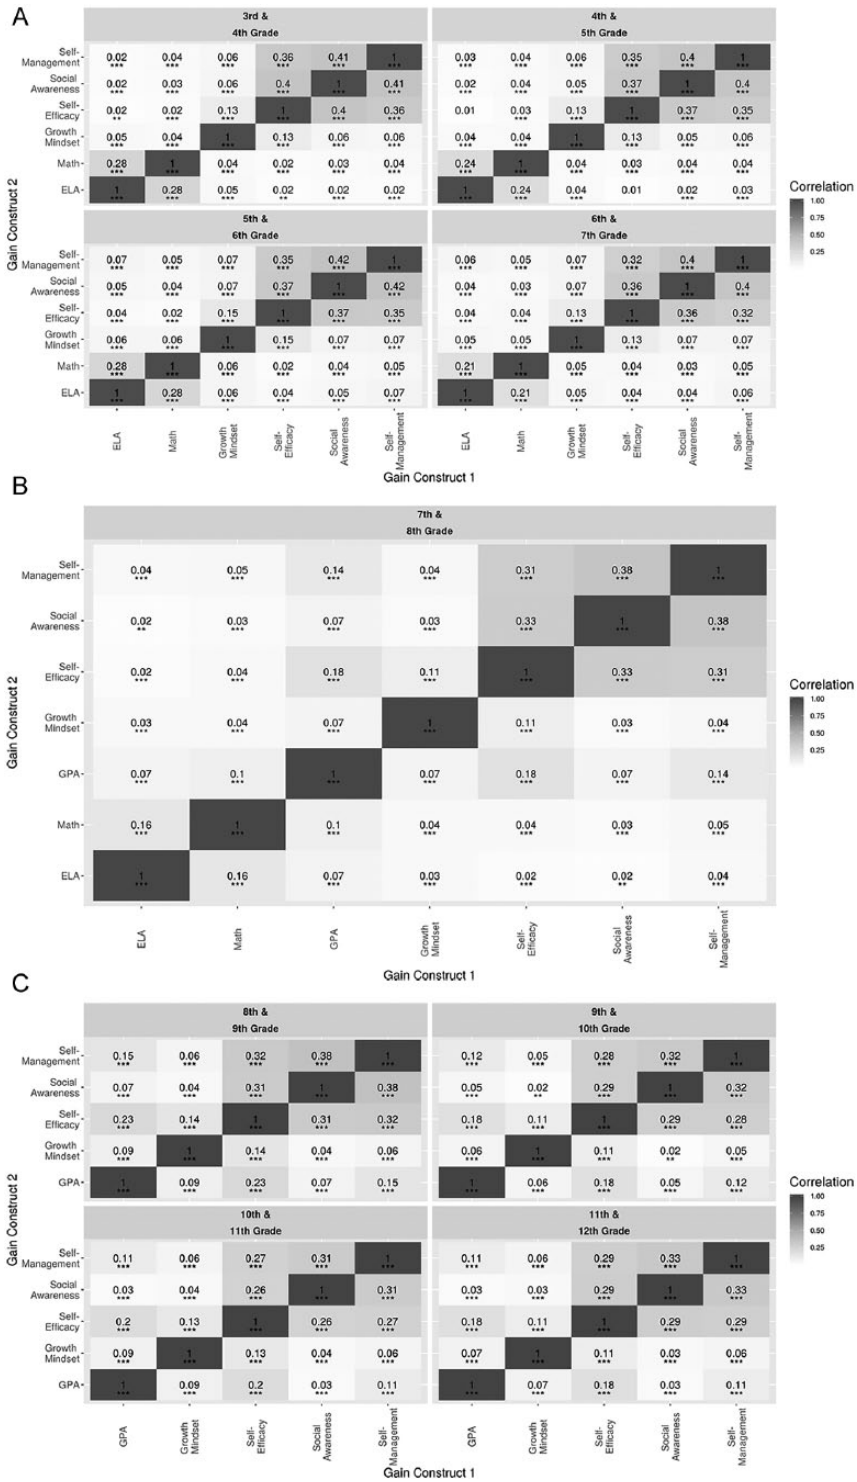 A
3rd &
4th Grade
4th &
5th Grade
Gain Construct 2
Self-
Management
0.02 0.04 0.06 0.36 0.41 1
*** *** *** *** *** ***
0.03 0.04 0.06 0.35 0.4 1
*** *** *** *** *** ***
Social
Awareness
0.02 0.03 0.06 0.4 1 0.41
*** *** *** *** *** ***
0.02 0.04 0.05 0.37 1 0.4
*** *** *** *** *** ***
Self-
Efficacy
0.02 0.02 0.13 1 0.4 0.36
** *** *** *** *** ***
0.01 0.03 0.13 1 0.37 0.35
*** *** *** *** ***
Growth
Mindset
0.05 0.04 1 0.13 0.06 0.06
*** *** *** *** *** ***
0.04 0.04 1 0.13 0.05 0.06
*** *** *** *** *** ***
Math
0.28 1 0.04 0.02 0.03 0.04
*** *** *** *** *** ***
0.24 1 0.04 0.03 0.04 0.04
*** *** *** *** *** ***
ELA
1 0.28 0.05 0.02 0.02 0.02
*** *** *** ** *** ***
1 0.24 0.04 0.01 0.02 0.03
*** *** *** *** ***
Correlation
1.00
0.75
0.50
0.25
5th &
6th Grade
6th &
7th Grade
Self-
Management
0.07 0.05 0.07 0.35 0.42 1
*** *** *** *** *** ***
0.06 0.05 0.07 0.32 0.4 1
*** *** *** *** *** ***
Social
Awareness
0.05 0.04 0.07 0.37 1 0.42
*** *** *** *** *** ***
0.04 0.03 0.07 0.36 1 0.4
*** *** *** *** *** ***
Self-
Efficacy
0.04 0.02 0.15 1 0.37 0.35
*** *** *** *** *** ***
0.04 0.04 0.13 1 0.36 0.32
*** *** *** *** *** ***
Growth
Mindset
0.06 0.06 1 0.15 0.07 0.07
*** *** *** *** *** ***
0.05 0.05 1 0.13 0.07 0.07
*** *** *** *** *** ***
Math
0.28 1 0.06 0.02 0.04 0.05
*** *** *** *** *** ***
0.21 1 0.05 0.04 0.03 0.05
*** *** *** *** *** ***
ELA
1 0.28 0.06 0.04 0.05 0.07
*** *** *** *** *** ***
1 0.21 0.05 0.04 0.04 0.06
*** *** *** *** *** ***
ELA
Math
Growth
Mindset
Self-
Efficacy
Social
Awareness
Self-
Management
ELA
Math
Growth
Mindset
Self-
Efficacy
Social
Awareness
Self-
Management
Gain Construct 1
B
7th &
8th Grade
Gain Construct 2
Self-
Management
0.04 0.05 0.14 0.04 0.31 0.38 1
*** *** *** *** *** *** ***
Social
Awareness
0.02 0.03 0.07 0.03 0.33 1 0.38
** *** *** *** *** *** ***
Self-
Efficacy
0.02 0.04 0.18 0.11 1 0.33 0.31
*** *** *** *** *** *** ***
Growth
Mindset
0.03 0.04 0.07 1 0.11 0.03 0.04
*** *** *** *** *** *** ***
GPA
0.07 0.1 1 0.07 0.18 0.07 0.14
*** *** *** *** *** *** ***
Math
0.16 1 0.1 0.04 0.04 0.03 0.05
*** *** *** *** *** *** ***
ELA
1 0.16 0.07 0.03 0.02 0.02 0.04
*** *** *** *** *** ** ***
Correlation
1.00
0.75
0.50
0.25
ELA
Math
GPA
Growth
Mindset
Self-
Efficacy
Social
Awareness
Self-
Management
Gain Construct 1
C
8th &
9th Grade
9th &
10th Grade
Gain Construct 2
Self-
Management
0.15 0.06 0.32 0.38 1
*** *** *** *** ***
0.12 0.05 0.28 0.32 1
*** *** *** *** ***
Social
Awareness
0.07 0.04 0.31 1 0.38
*** *** *** *** ***
0.05 0.02 0.29 1 0.32
*** ** *** *** ***
Self-
Efficacy
0.23 0.14 1 0.31 0.32
*** *** *** *** ***
0.18 0.11 1 0.29 0.28
*** *** *** *** ***
Growth
Mindset
0.09 1 0.14 0.04 0.06
*** *** *** *** ***
0.06 1 0.11 0.02 0.05
*** *** *** ** ***
GPA
1 0.09 0.23 0.07 0.15
*** *** *** *** ***
1 0.06 0.18 0.05 0.12
*** *** *** *** ***
Correlation
1.00
0.75
0.50
0.25
10th &
11th Grade
11th &
12th Grade
Self-
Management
0.11 0.06 0.27 0.31 1
*** *** *** *** ***
0.11 0.06 0.29 0.33 1
*** *** *** *** ***
Social
Awareness
0.03 0.04 0.26 1 0.31
*** *** *** *** ***
0.03 0.03 0.29 1 0.33
*** *** *** *** ***
Self-
Efficacy
0.2 0.13 1 0.26 0.27
*** *** *** *** ***
0.18 0.11 1 0.29 0.29
*** *** *** *** ***
Growth
Mindset
0.09 1 0.13 0.04 0.06
*** *** *** *** ***
0.07 1 0.11 0.03 0.06
*** *** *** *** ***
GPA
1 0.09 0.2 0.03 0.11
*** *** *** *** ***
1 0.07 0.18 0.03 0.11
*** *** *** *** ***
GPA
Growth
Mindset
Self-
Efficacy
Social
Awareness
Self-
Management
GPA
Growth
Mindset
Self-
Efficacy
Social
Awareness
Self-
Management
Gain Construct 1